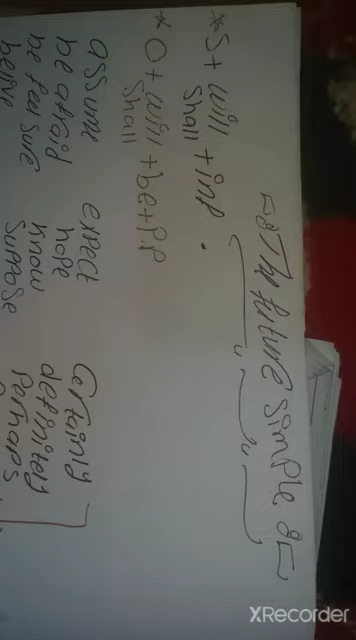 The future Simple
*S + will + inf.
shall
*O + will + be + P.P
shall
assume expect Certainly
be afraid hope definitely
be feel sure know Perhaps
belive suppose
XRecorder